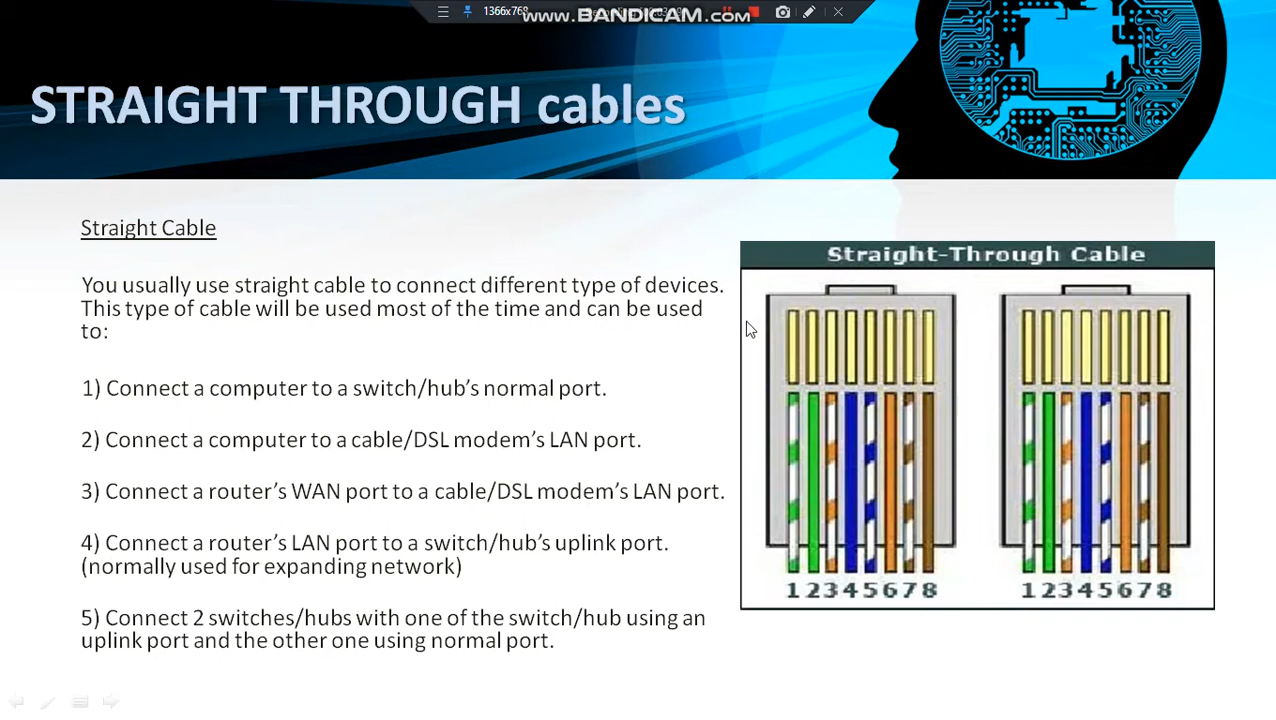 1366x768
www.BANDICAM.com
STRAIGHT THROUGH cables
Straight Cable
You usually use straight cable to connect different type of devices.
This type of cable will be used most of the time and can be used
to:
1) Connect a computer to a switch/hub’s normal port.
2) Connect a computer to a cable/DSL modem’s LAN port.
3) Connect a router’s WAN port to a cable/DSL modem’s LAN port.
4) Connect a router’s LAN port to a switch/hub’s uplink port.
(normally used for expanding network)
5) Connect 2 switches/hubs with one of the switch/hub using an
uplink port and the other one using normal port.
Straight-Through Cable
12345678 12345678